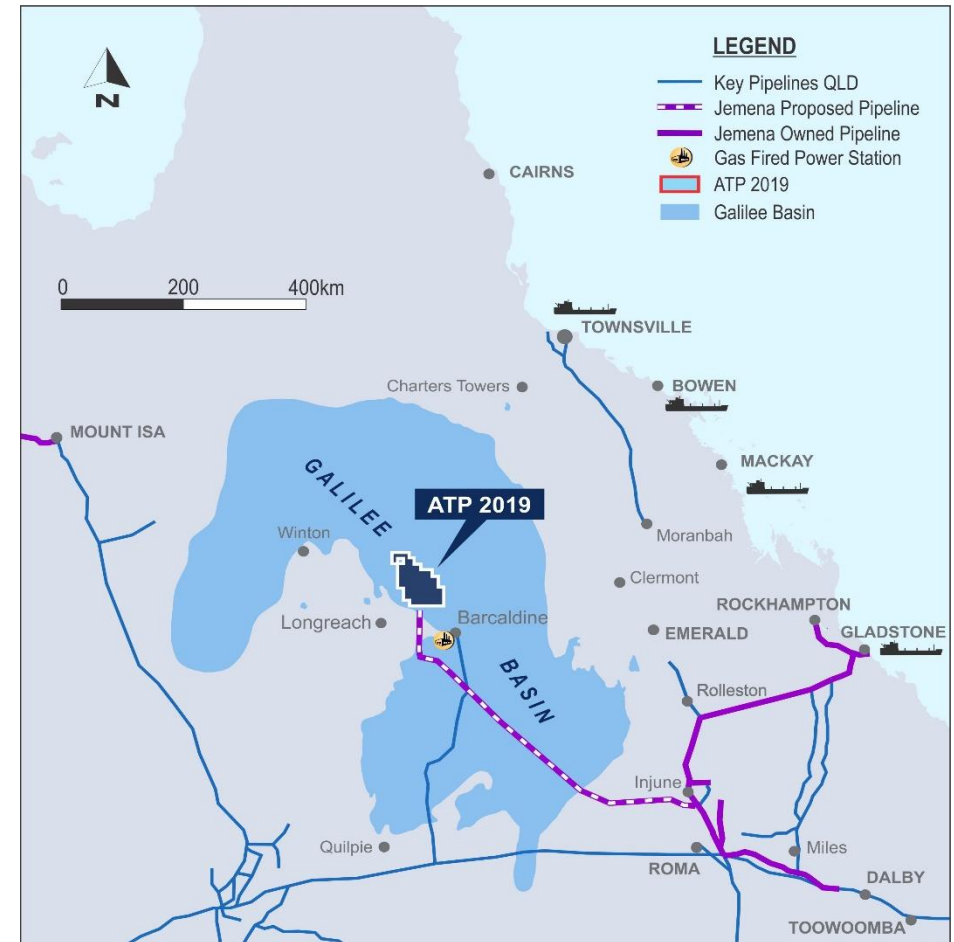 LEGEND
Key Pipelines QLD
Jemena Proposed Pipeline
Jemena Owned Pipeline
Gas Fired Power Station
ATP 2019
Galilee Basin
N
CAIRNS
0 200 400km
TOWNSVILLE
Charters Towers
BOWEN
MOUNT ISA
MACKAY
GALILEE
ATP 2019
Winton
Moranbah
Clermont
Longreach
Barcaldine
ROCKHAMPTON
EMERALD
GLADSTONE
BASIN
Rolleston
Injune
Quilpie
ROMA
Miles
DALBY
TOOWOOMBA